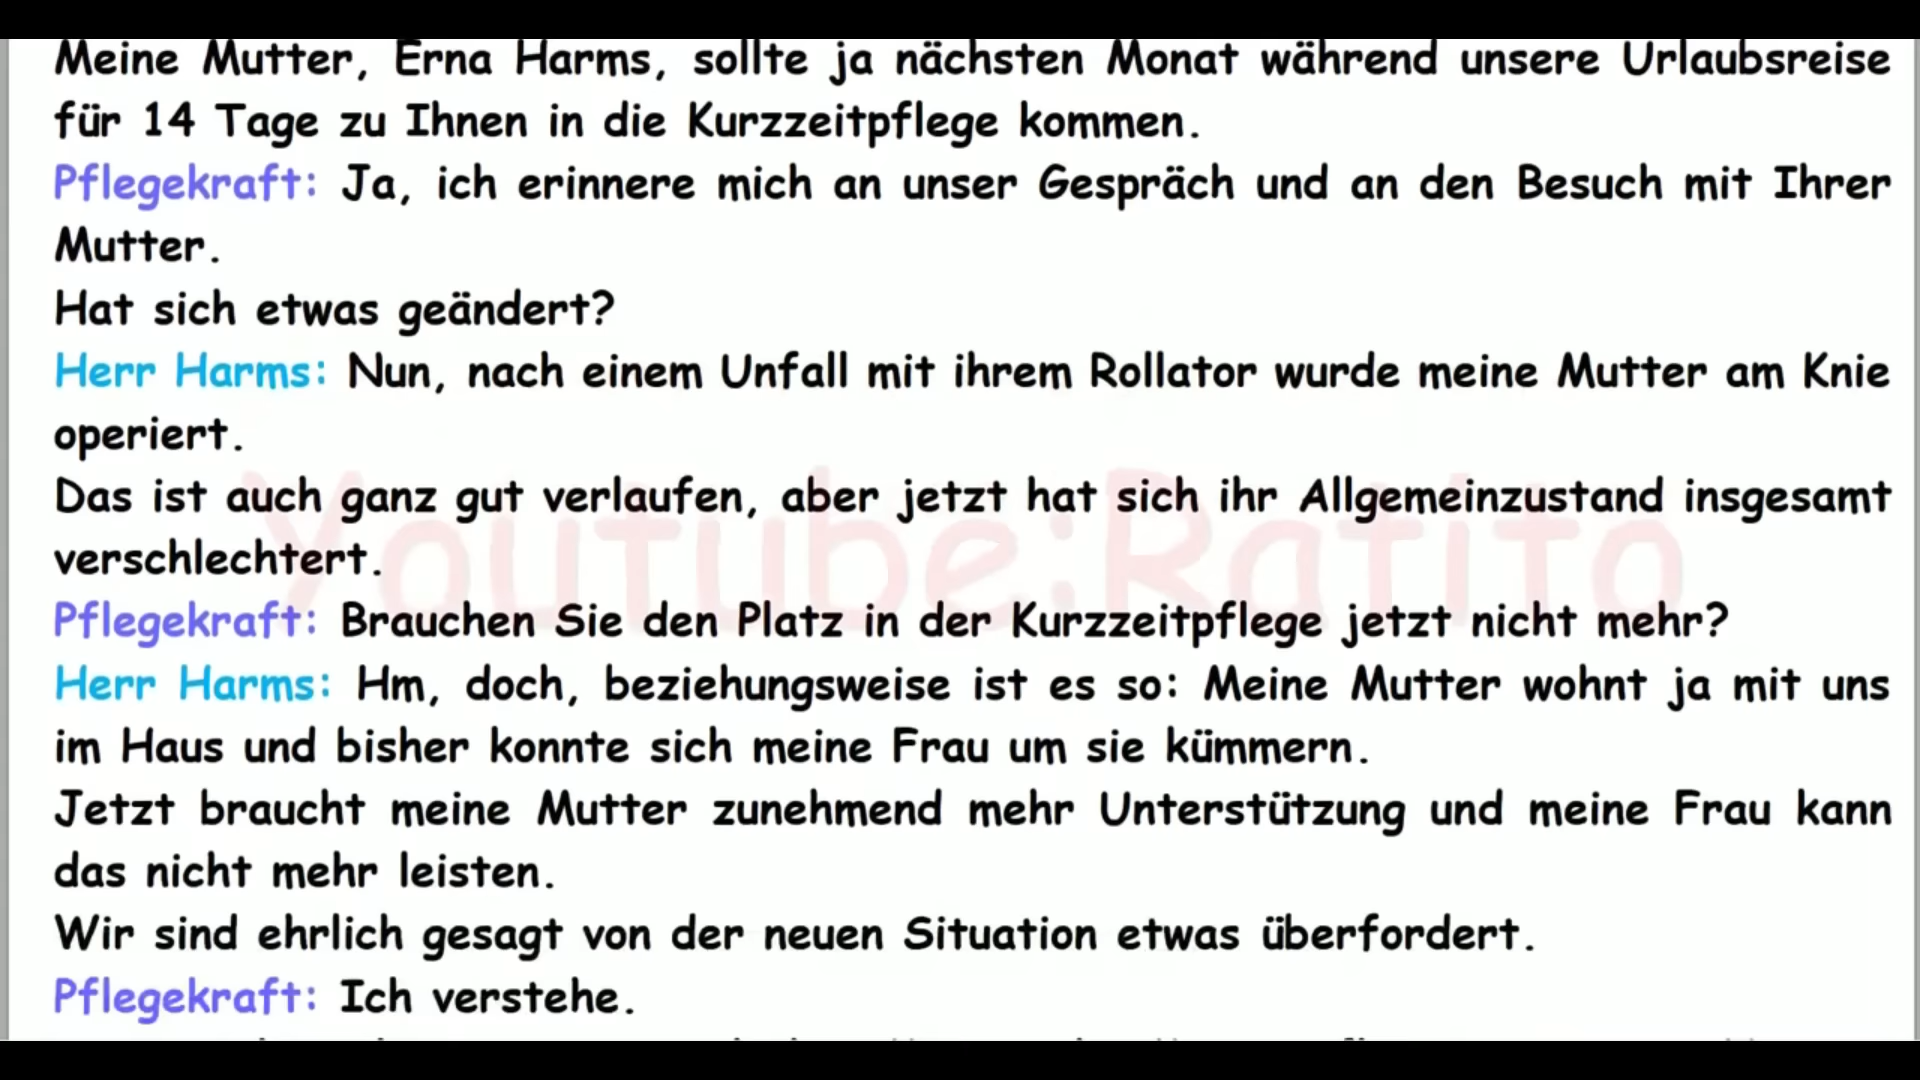 Meine Mutter, Erna Harms, sollte ja nächsten Monat während unsere Urlaubsreise
für 14 Tage zu Ihnen in die Kurzzeitpflege kommen.
Pflegekraft: Ja, ich erinnere mich an unser Gespräch und an den Besuch mit Ihrer
Mutter.
Hat sich etwas geändert?
Herr Harms: Nun, nach einem Unfall mit ihrem Rollator wurde meine Mutter am Knie
operiert.
Das ist auch ganz gut verlaufen, aber jetzt hat sich ihr Allgemeinzustand insgesamt
verschlechtert.
Youtube:Ratito
Pflegekraft: Brauchen Sie den Platz in der Kurzzeitpflege jetzt nicht mehr?
Herr Harms: Hm, doch, beziehungsweise ist es so: Meine Mutter wohnt ja mit uns
im Haus und bisher konnte sich meine Frau um sie kümmern.
Jetzt braucht meine Mutter zunehmend mehr Unterstützung und meine Frau kann
das nicht mehr leisten.
Wir sind ehrlich gesagt von der neuen Situation etwas überfordert.
Pflegekraft: Ich verstehe.